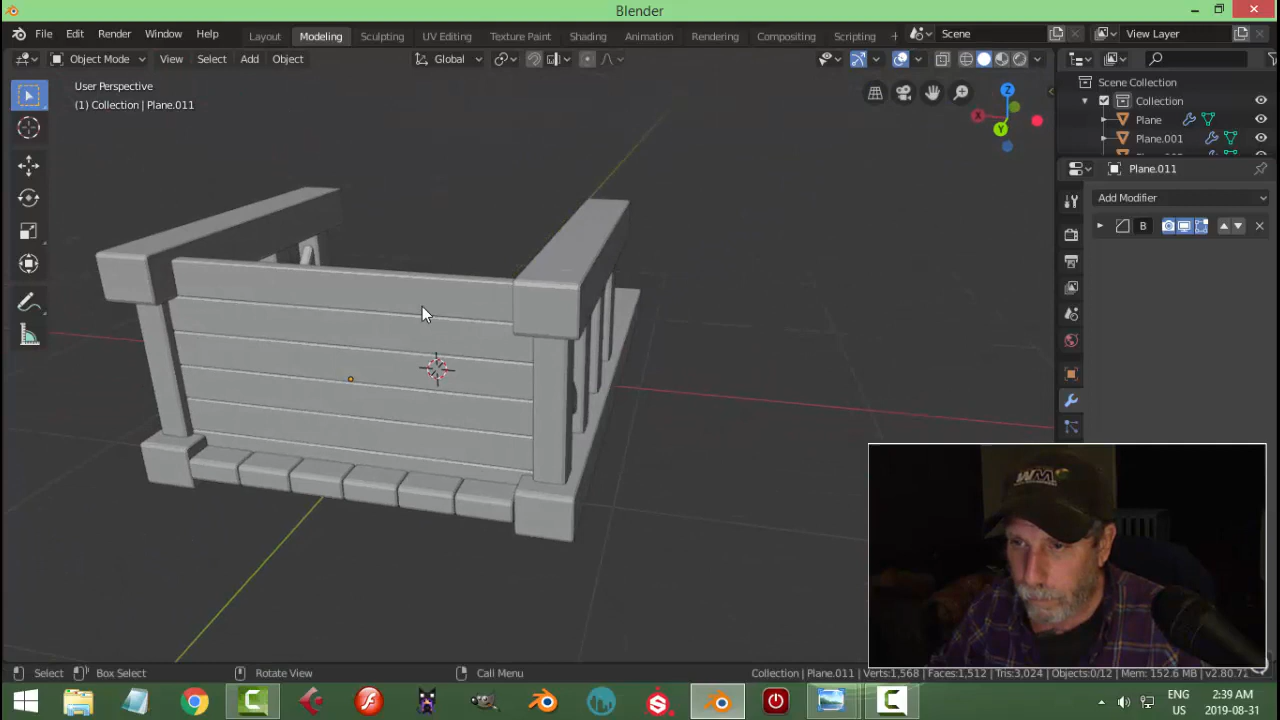 Blender
File Edit Render Window Help
Layout Modeling Sculpting UV Editing Texture Paint Shading Animation Rendering Compositing Scripting +
Scene
View Layer
Object Mode View Select Add Object
Global
User Perspective
(1) Collection | Plane.011
Z
X
Y
Scene Collection
Collection
Plane
Plane.001
Plane.011
Add Modifier
B
WM
Select Box Select Rotate View Call Menu
Collection | Plane.011 | Verts:1,568 | Faces:1,512 | Tris:3,024 | Objects:0/12 | Mem: 152.6 MB | v2.80.71
ENG 2:39 AM
US 2019-08-31